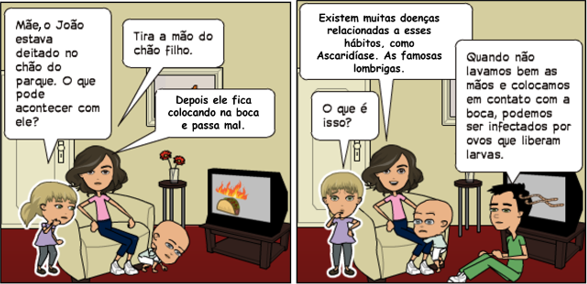 Mãe, o João
estava
deitado no
chão do
parque. O que
pode
acontecer com
ele?
Tira a mão do
chão filho.
Depois ele fica
colocando na boca
e passa mal.
Existem muitas doenças
relacionadas a esses
hábitos, como
Ascaridíase. As famosas
lombrigas.
O que é
isso?
Quando não
lavamos bem as
mãos e colocamos
em contato com a
boca, podemos
ser infectados por
ovos que liberam
larvas.